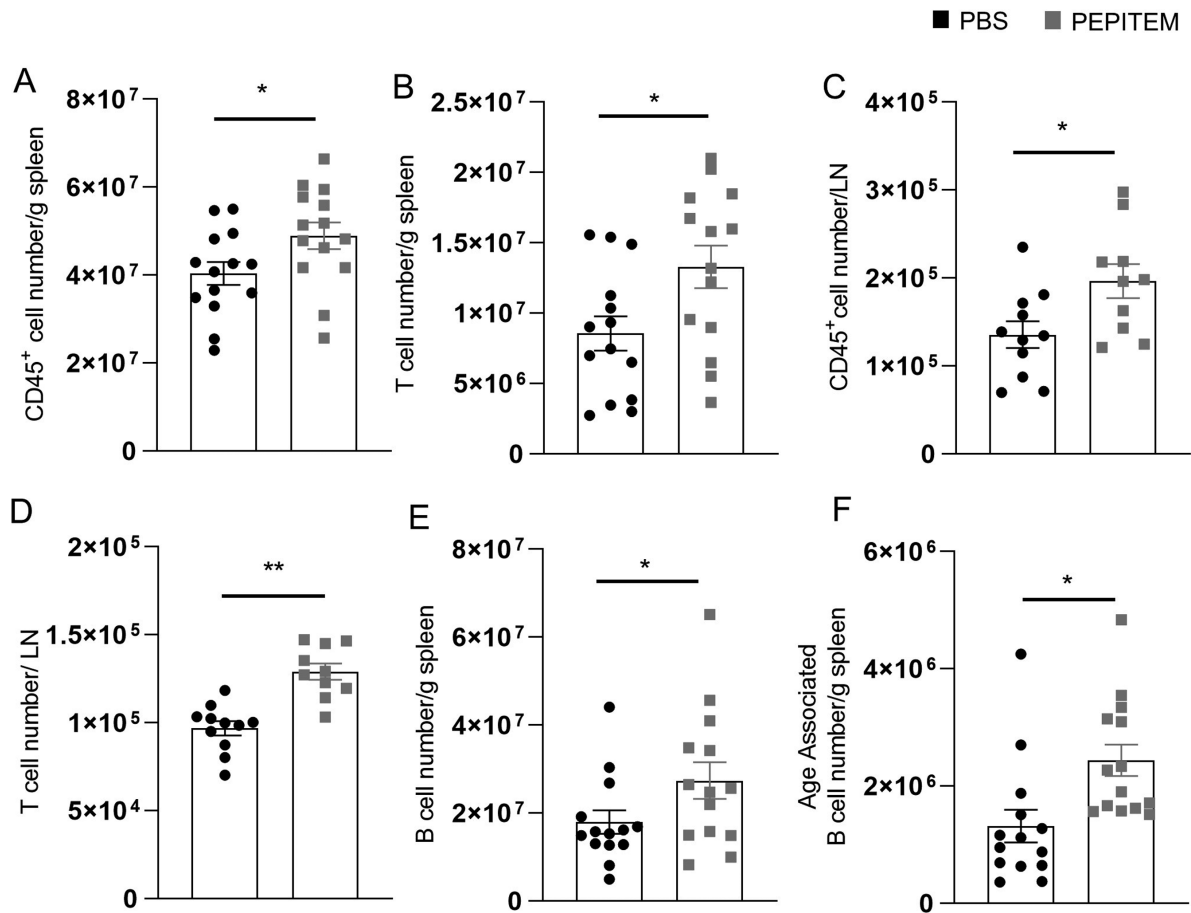 PBS PEPITEM
A
*
8×10⁷
6×10⁷
4×10⁷
2×10⁷
0
CD45⁺ cell number/g spleen
B
*
2.5×10⁷
2×10⁷
1.5×10⁷
1×10⁷
5×10⁶
0
T cell number/g spleen
C
*
4×10⁵
3×10⁵
2×10⁵
1×10⁵
0
CD45⁺ cell number/LN
D
**
2×10⁵
1.5×10⁵
1×10⁵
5×10⁴
0
T cell number/ LN
E
*
8×10⁷
6×10⁷
4×10⁷
2×10⁷
0
B cell number/g spleen
F
*
6×10⁶
4×10⁶
2×10⁶
0
Age Associated
B cell number/g spleen